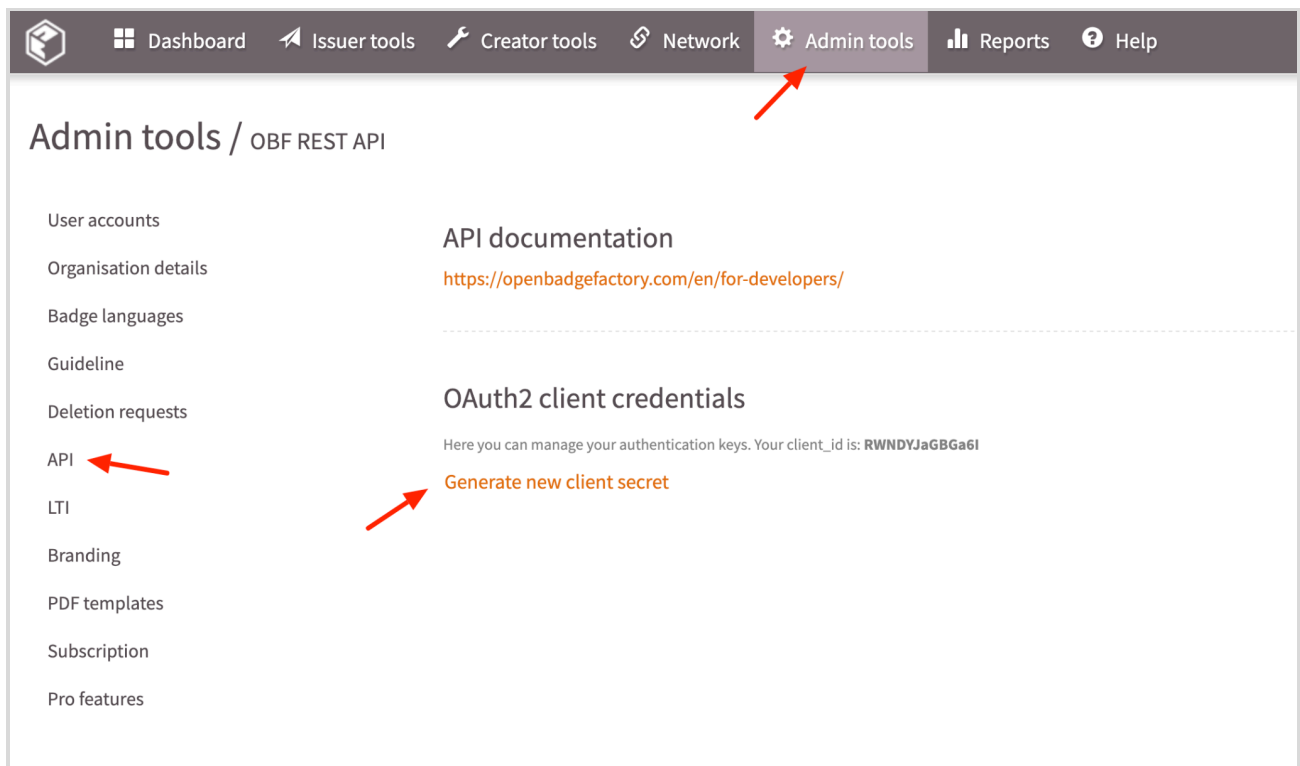 Dashboard Issuer tools Creator tools Network Admin tools Reports Help
Admin tools / OBF REST API
User accounts
Organisation details
Badge languages
Guideline
Deletion requests
API
LTI
Branding
PDF templates
Subscription
Pro features
API documentation
https://openbadgefactory.com/en/for-developers/
OAuth2 client credentials
Here you can manage your authentication keys. Your client_id is: RWNDYJaGBGa6I
Generate new client secret